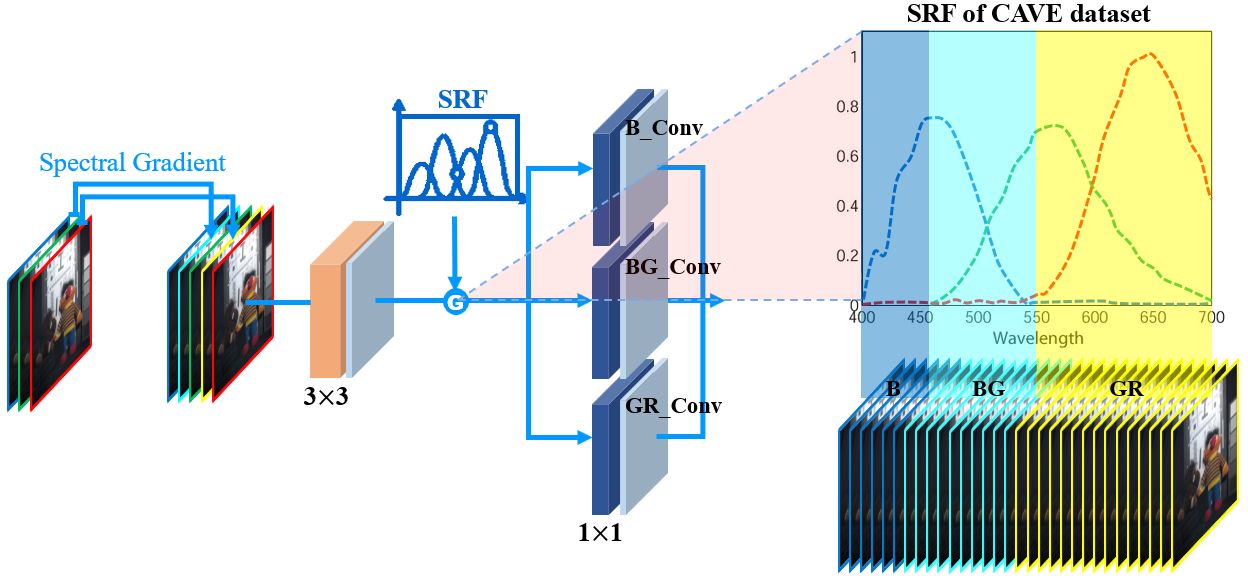 SRF of CAVE dataset
SRF
Spectral Gradient
B_Conv
BG_Conv
GR_Conv
G
3×3
1×1
1
0.8
0.6
0.4
0.2
0
400 450 500 550 600 650 700
Wavelength
B BG GR